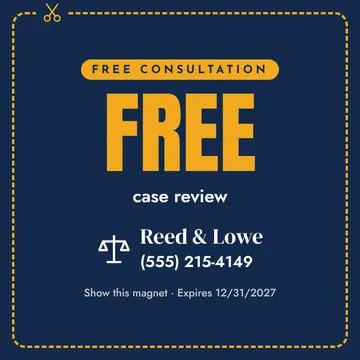 FREE CONSULTATION
FREE
case review
Reed & Lowe
(555) 215-4149
Show this magnet · Expires 12/31/2027